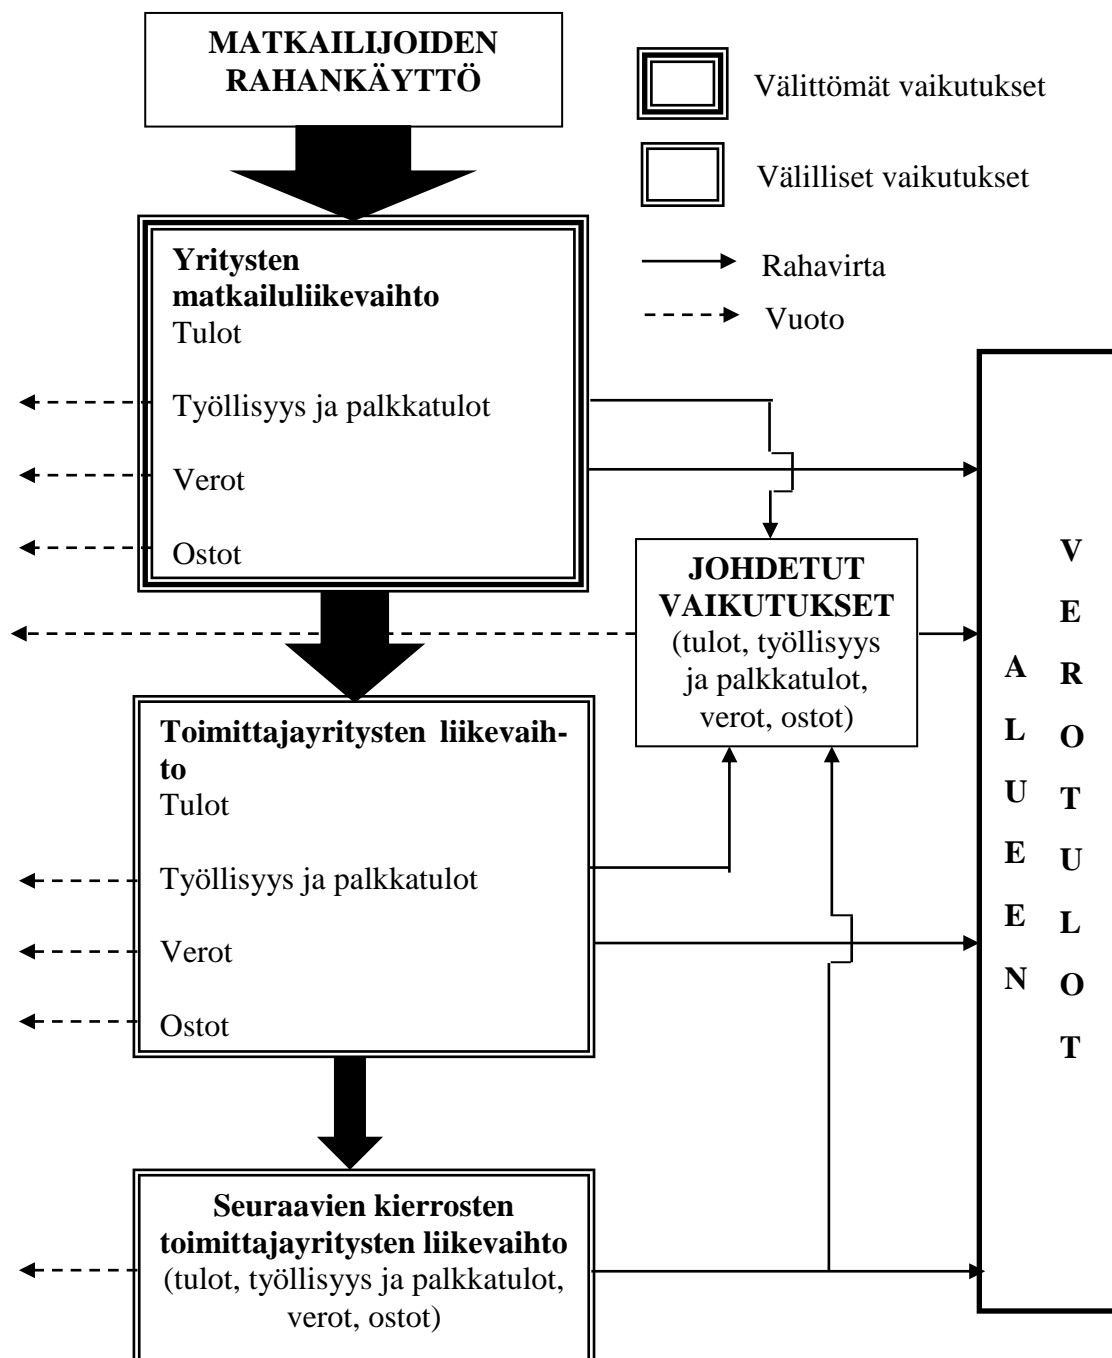 MATKAILIJOIDEN
RAHANKÄYTTÖ
Välittömät vaikutukset
Välilliset vaikutukset
Rahavirta
Vuoto
Yritysten
matkailuliikevaihto
Tulot
Työllisyys ja palkkatulot
Verot
Ostot
JOHDETUT
VAIKUTUKSET
(tulot, työllisyys
ja palkkatulot,
verot, ostot)
Toimittajayritysten liikevaih-
to
Tulot
Työllisyys ja palkkatulot
Verot
Ostot
Seuraavien kierrosten
toimittajayritysten liikevaihto
(tulot, työllisyys ja palkkatulot,
verot, ostot)
ALUEEN
VEROTULOT